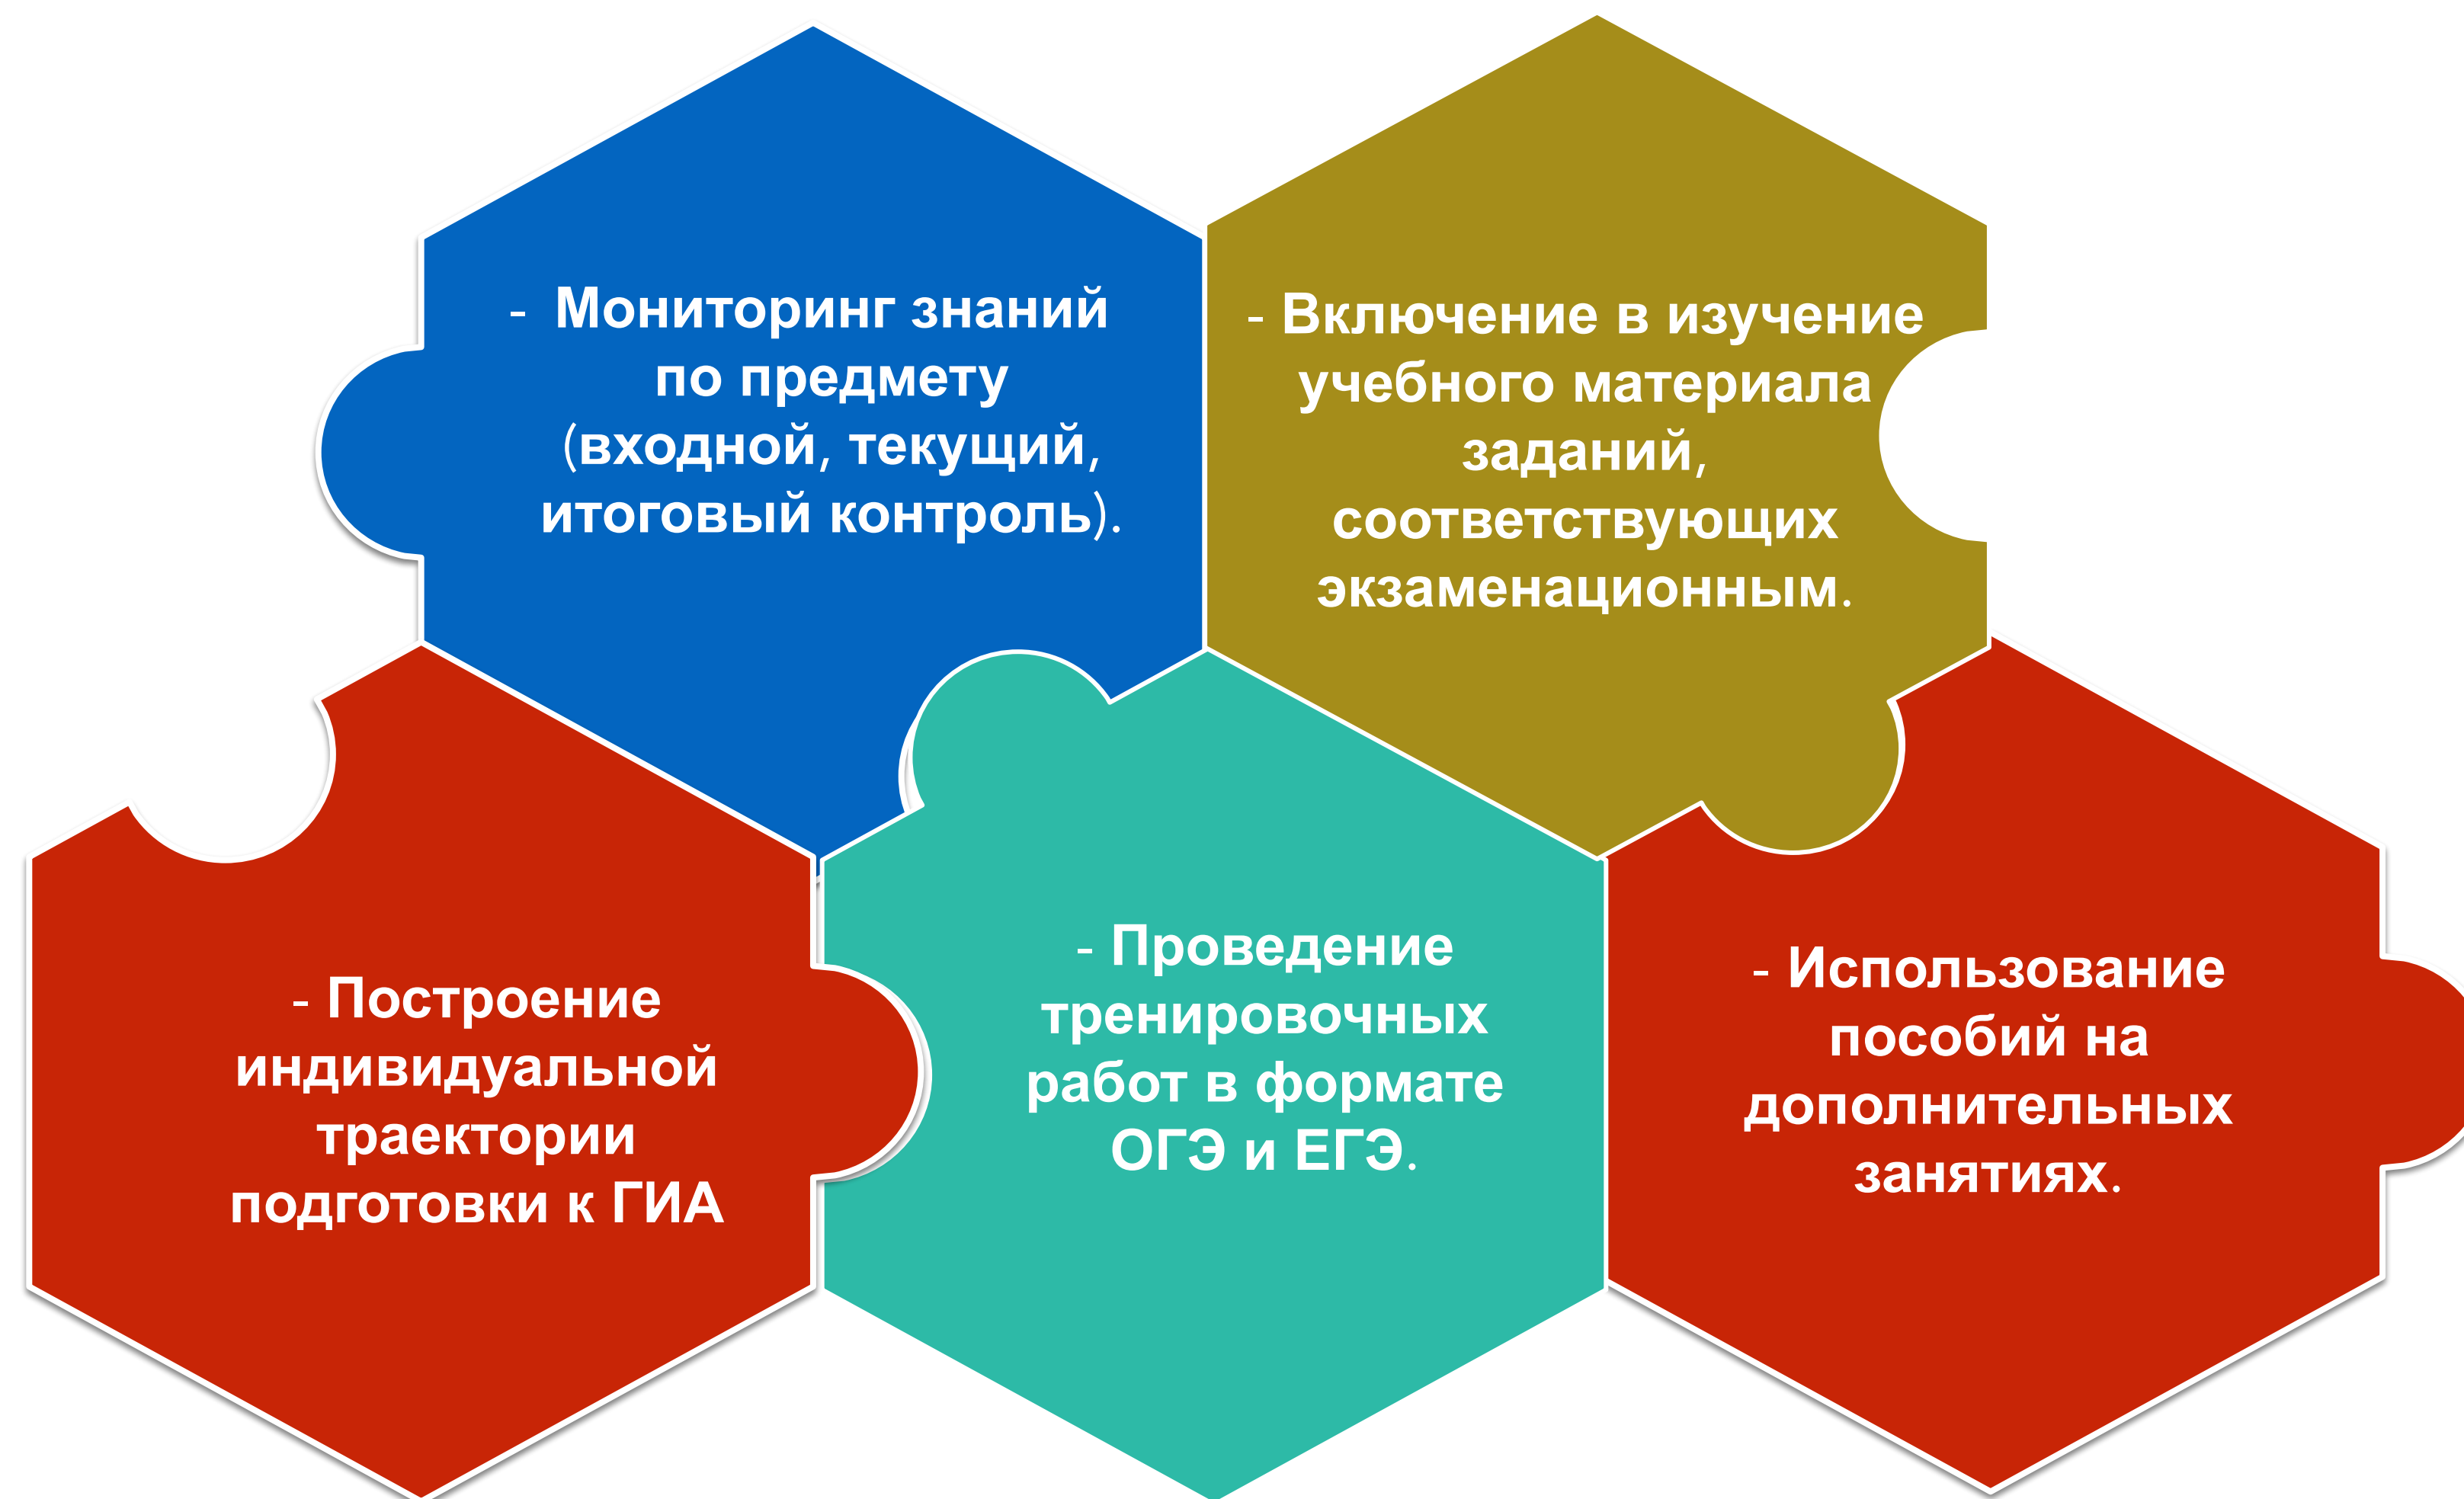 - Мониторинг знаний
по предмету
(входной, текущий,
итоговый контроль).
- Включение в изучение
учебного материала
заданий,
соответствующих
экзаменационным.
- Построение
индивидуальной
траектории
подготовки к ГИА
- Проведение
тренировочных
работ в формате
ОГЭ и ЕГЭ.
- Использование
пособий на
дополнительных
занятиях.